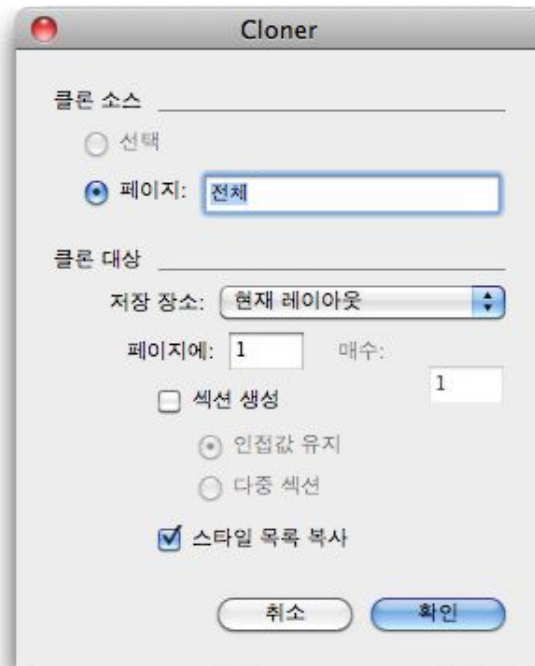 Cloner
클론 소스
선택
페이지: 전체
클론 대상
저장 장소: 현재 레이아웃
페이지에: 1 매수: 1
섹션 생성
인접값 유지
다중 섹션
스타일 목록 복사
취소 확인